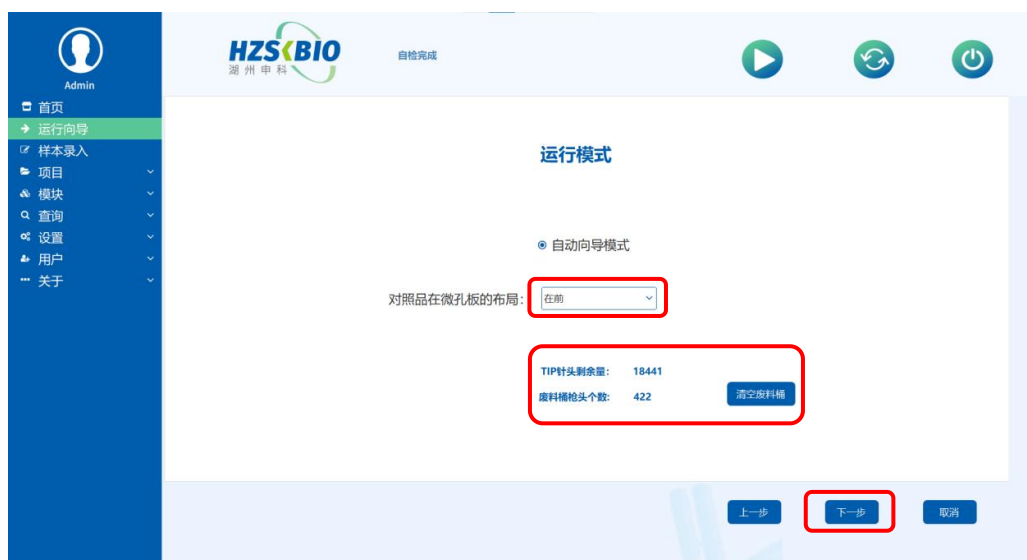 Admin
首页
运行向导
样本录入
项目
模块
查询
设置
用户
关于
HZSKBIO
湖州申科
自检完成
运行模式
自动向导模式
对照品在微孔板的布局: 在前
TIP针头剩余量: 18441
废料桶枪头个数: 422
清空废料桶
上一步 下一步 取消